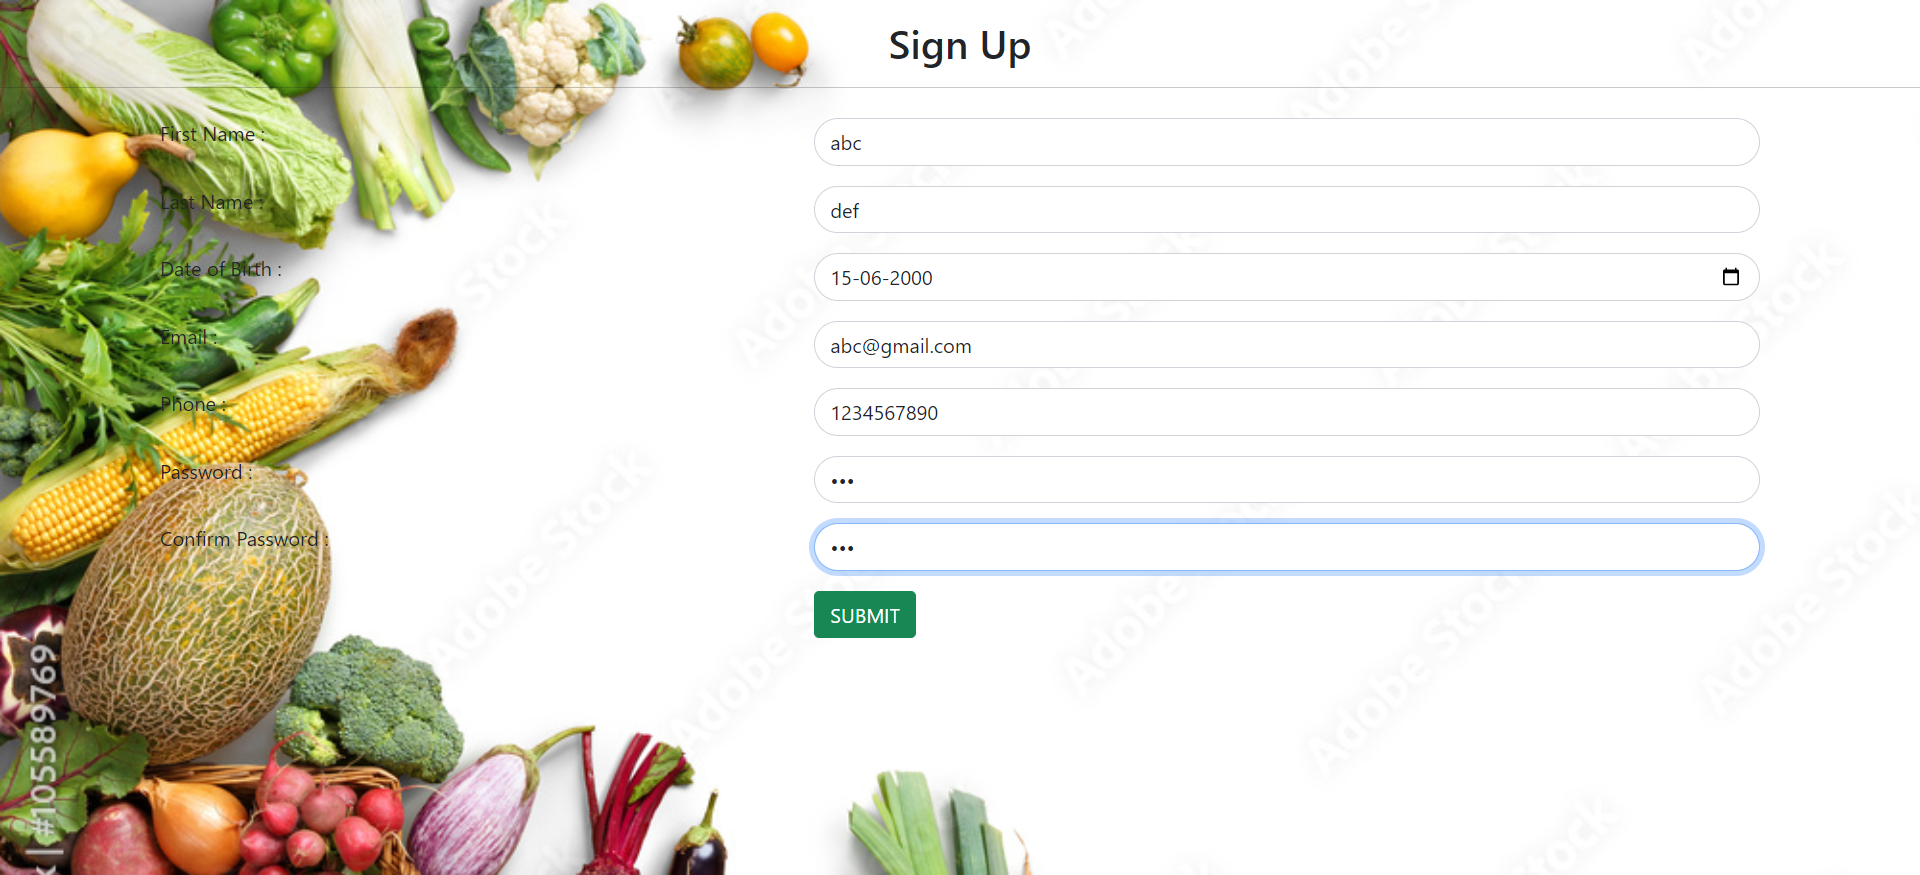 Sign Up
First Name :
abc
Last Name :
def
Date of Birth :
15-06-2000
Email :
abc@gmail.com
Phone :
1234567890
Password :
•••
Confirm Password :
•••
SUBMIT
Adobe Stock
| #105589769